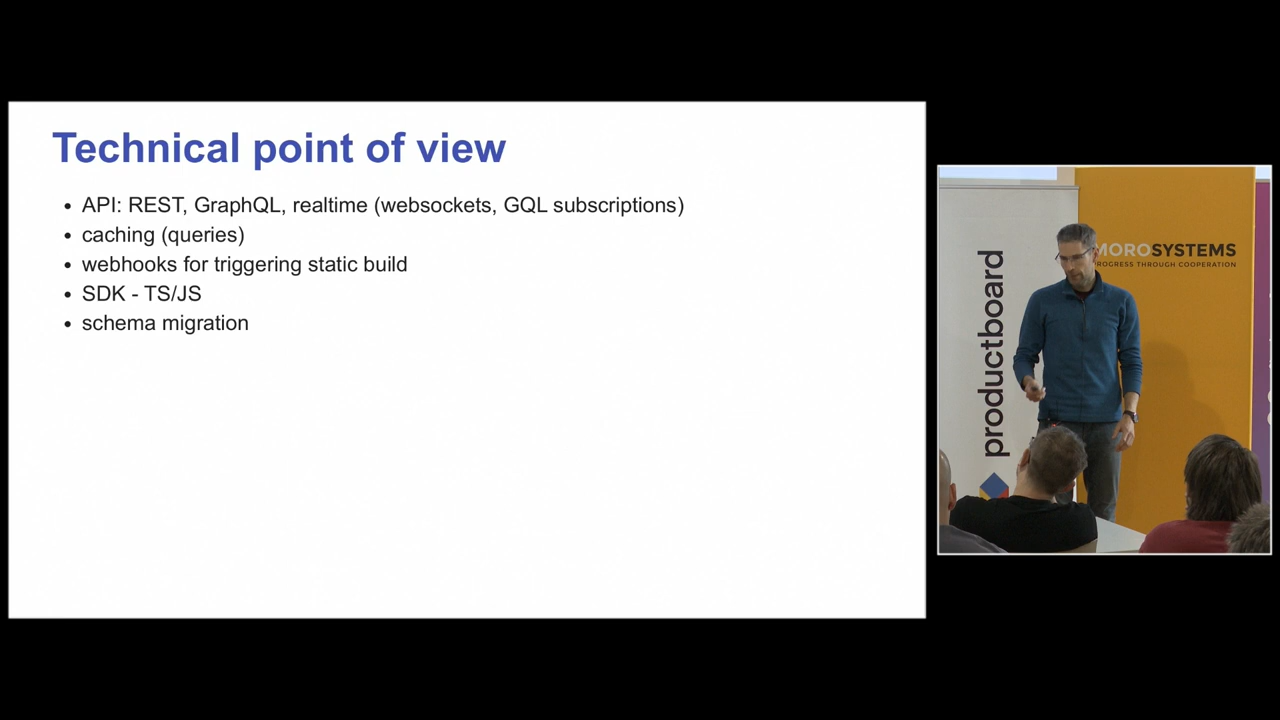 Technical point of view
API: REST, GraphQL, realtime (websockets, GQL subscriptions)
caching (queries)
webhooks for triggering static build
SDK - TS/JS
schema migration
productboard
MOROSYSTEMS
PROGRESS THROUGH COOPERATION